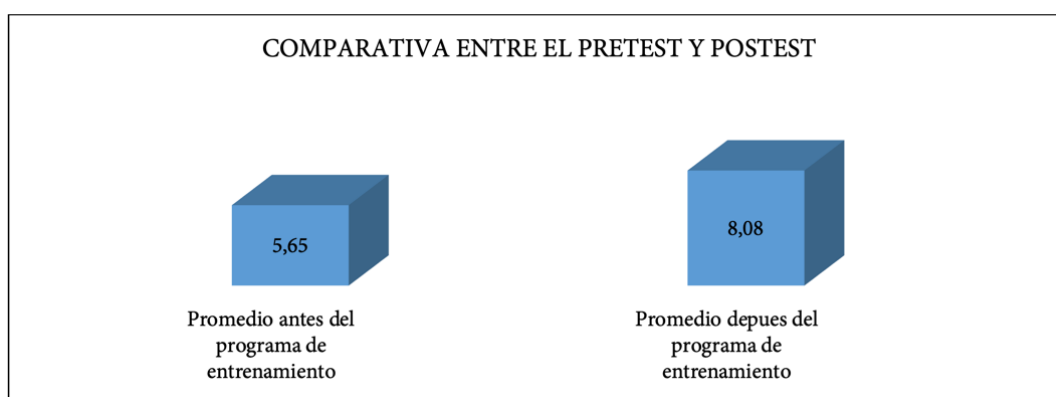 COMPARATIVA ENTRE EL PRETEST Y POSTEST
5,65
8,08
Promedio antes del
programa de
entrenamiento
Promedio depues del
programa de
entrenamiento